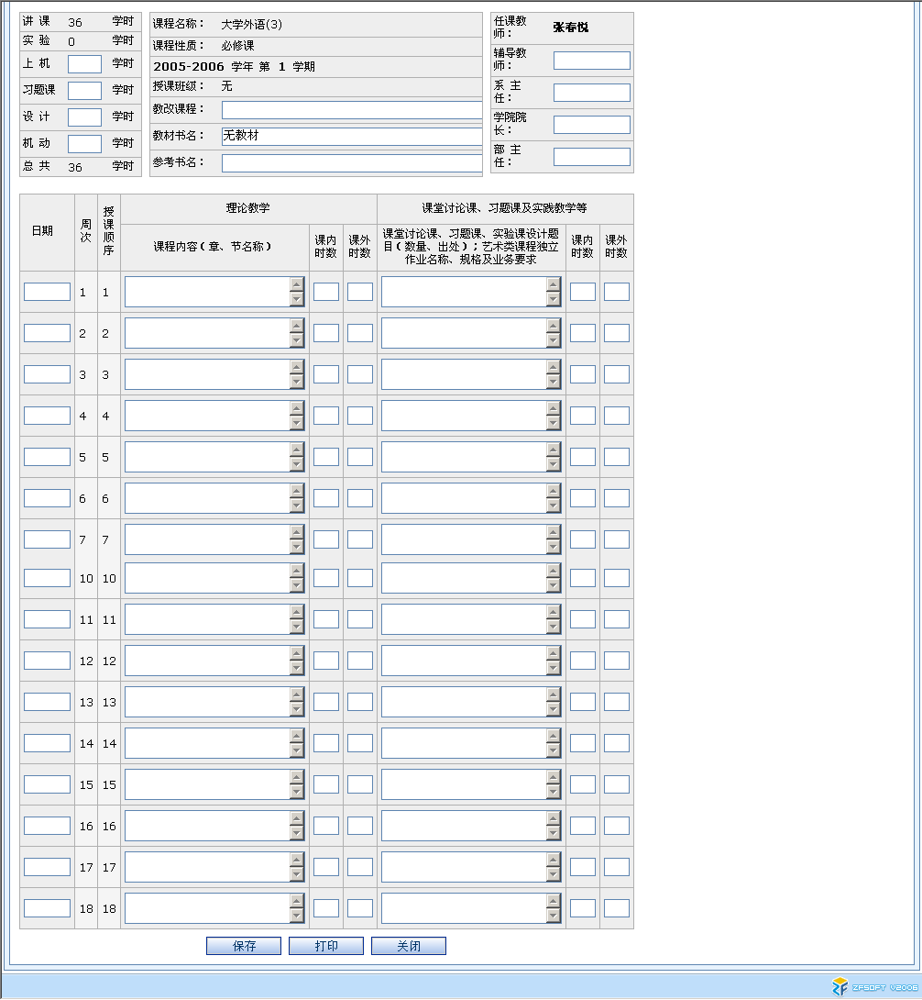 讲 课 36 学时
实 验 0 学时
上 机 学时
习题课 学时
设 计 学时
机 动 学时
总 共 36 学时
课程名称： 大学外语(3)
课程性质： 必修课
2005-2006 学年 第 1 学期
授课班级： 无
教改课程：
教材书名： 无教材
参考书名：
任课教师： 张春悦
辅导教师：
系 主任：
学院院长：
部 主任：
日期
周次
授课顺序
理论教学
课堂讨论课、习题课及实践教学等
课程内容（章、节名称）
课内时数
课外时数
课堂讨论课、习题课、实验课设计题
目（数量、出处）；艺术类课程独立
作业名称、规格及业务要求
课内时数
课外时数
1 1
2 2
3 3
4 4
5 5
6 6
7 7
10 10
11 11
12 12
13 13
14 14
15 15
16 16
17 17
18 18
保存 打印 关闭
ZFSOFT V2006